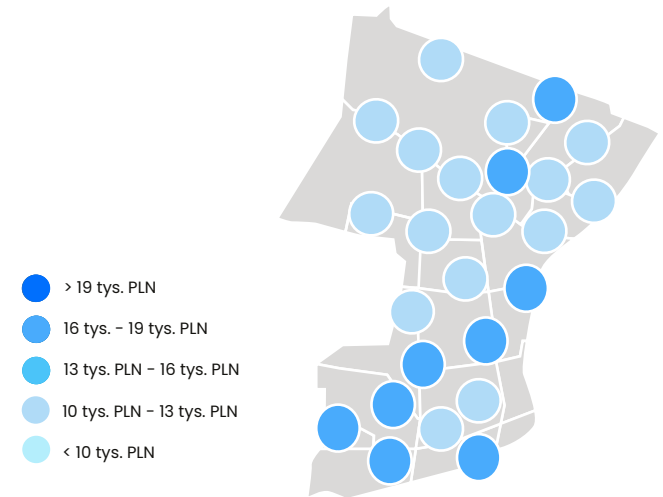 > 19 tys. PLN
16 tys. - 19 tys. PLN
13 tys. PLN - 16 tys. PLN
10 tys. PLN - 13 tys. PLN
< 10 tys. PLN